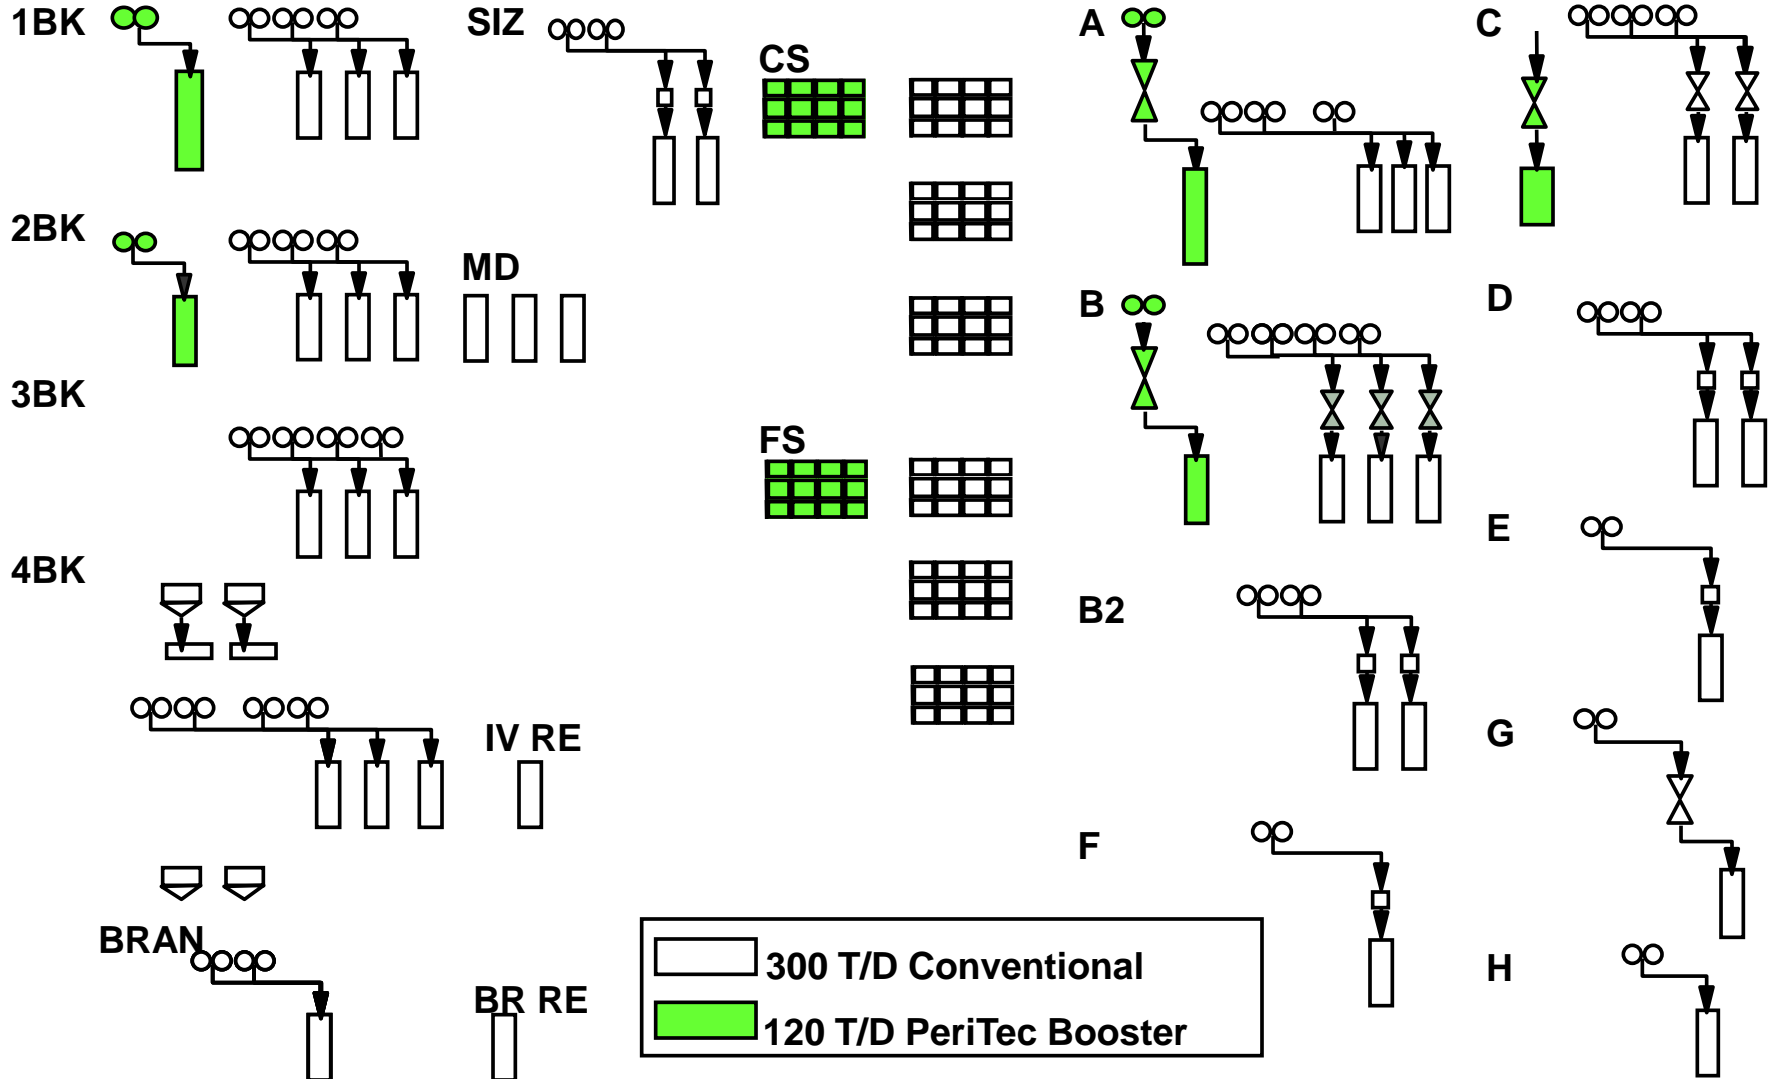 1BK
SIZ
CS
A
C
2BK
MD
B
D
3BK
FS
E
4BK
B2
G
IV RE
F
BRAN
H
BR RE
300 T/D Conventional
120 T/D PeriTec Booster